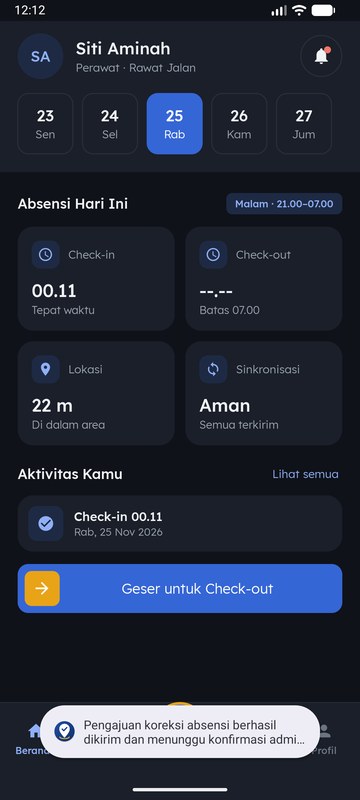 12:12
SA
Siti Aminah
Perawat · Rawat Jalan
23
Sen
24
Sel
25
Rab
26
Kam
27
Jum
Absensi Hari Ini
Malam · 21.00–07.00
Check-in
00.11
Tepat waktu
Check-out
--.--
Batas 07.00
Lokasi
22 m
Di dalam area
Sinkronisasi
Aman
Semua terkirim
Aktivitas Kamu
Lihat semua
Check-in 00.11
Rab, 25 Nov 2026
Geser untuk Check-out
Pengajuan koreksi absensi berhasil
dikirim dan menunggu konfirmasi admi...